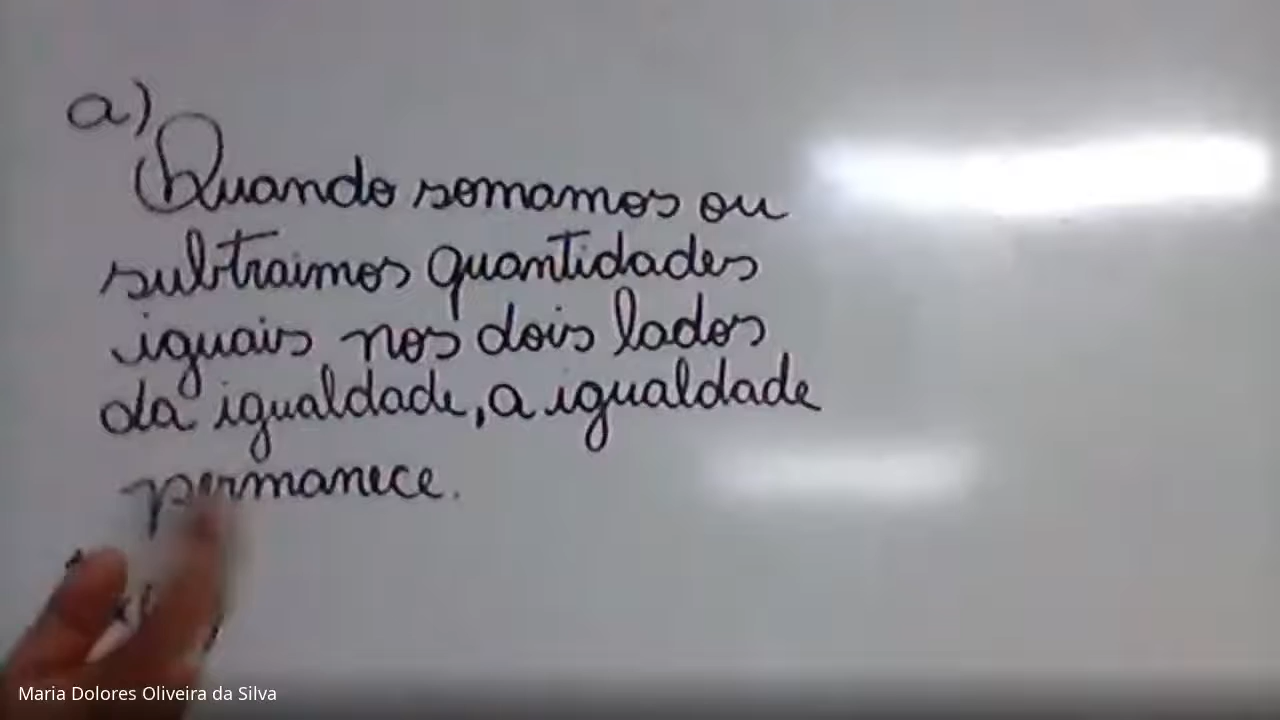 a)
Quando somamos ou
subtraimos quantidades
iguais nos dois lados
da igualdade, a igualdade
permanece.
Maria Dolores Oliveira da Silva